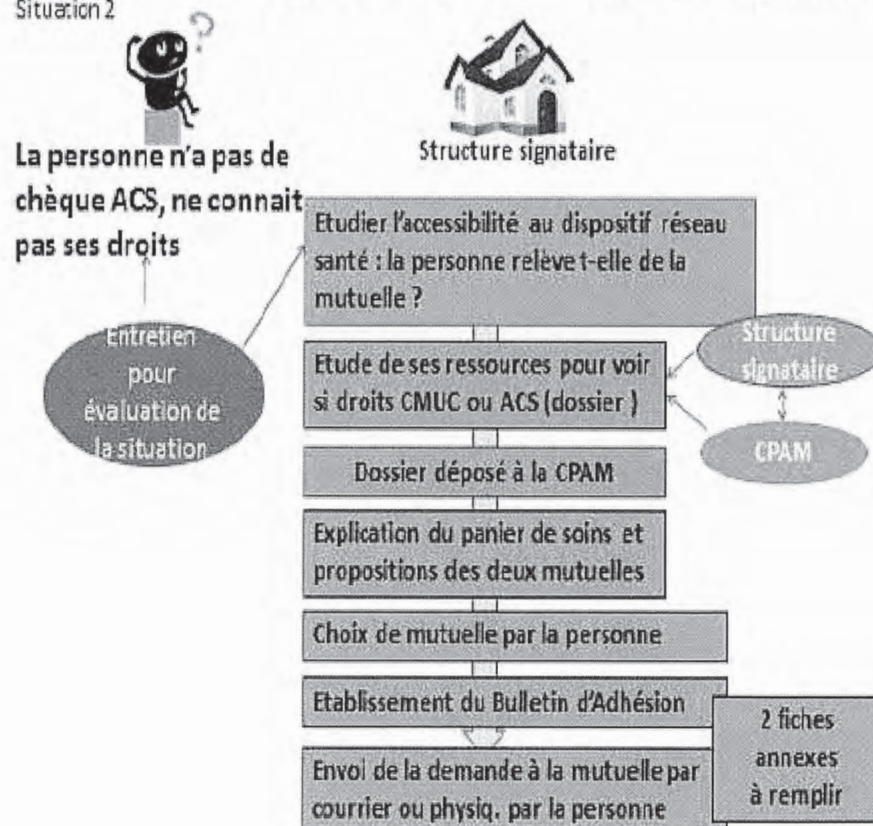 Situation 2
La personne n'a pas de
chèque ACS, ne connait
pas ses droits
Structure signataire
Entretien
pour
évaluation de
la situation
Etudier l'accessibilité au dispositif réseau
santé : la personne relève t-elle de la
mutuelle ?
Etude de ses ressources pour voir
si droits CMUC ou ACS (dossier )
Structure
signataire
CPAM
Dossier déposé à la CPAM
Explication du panier de soins et
propositions des deux mutuelles
Choix de mutuelle par la personne
Etablissement du Bulletin d'Adhésion
2 fiches
annexes
à remplir
Envoi de la demande à la mutuelle par
courrier ou physiq. par la personne